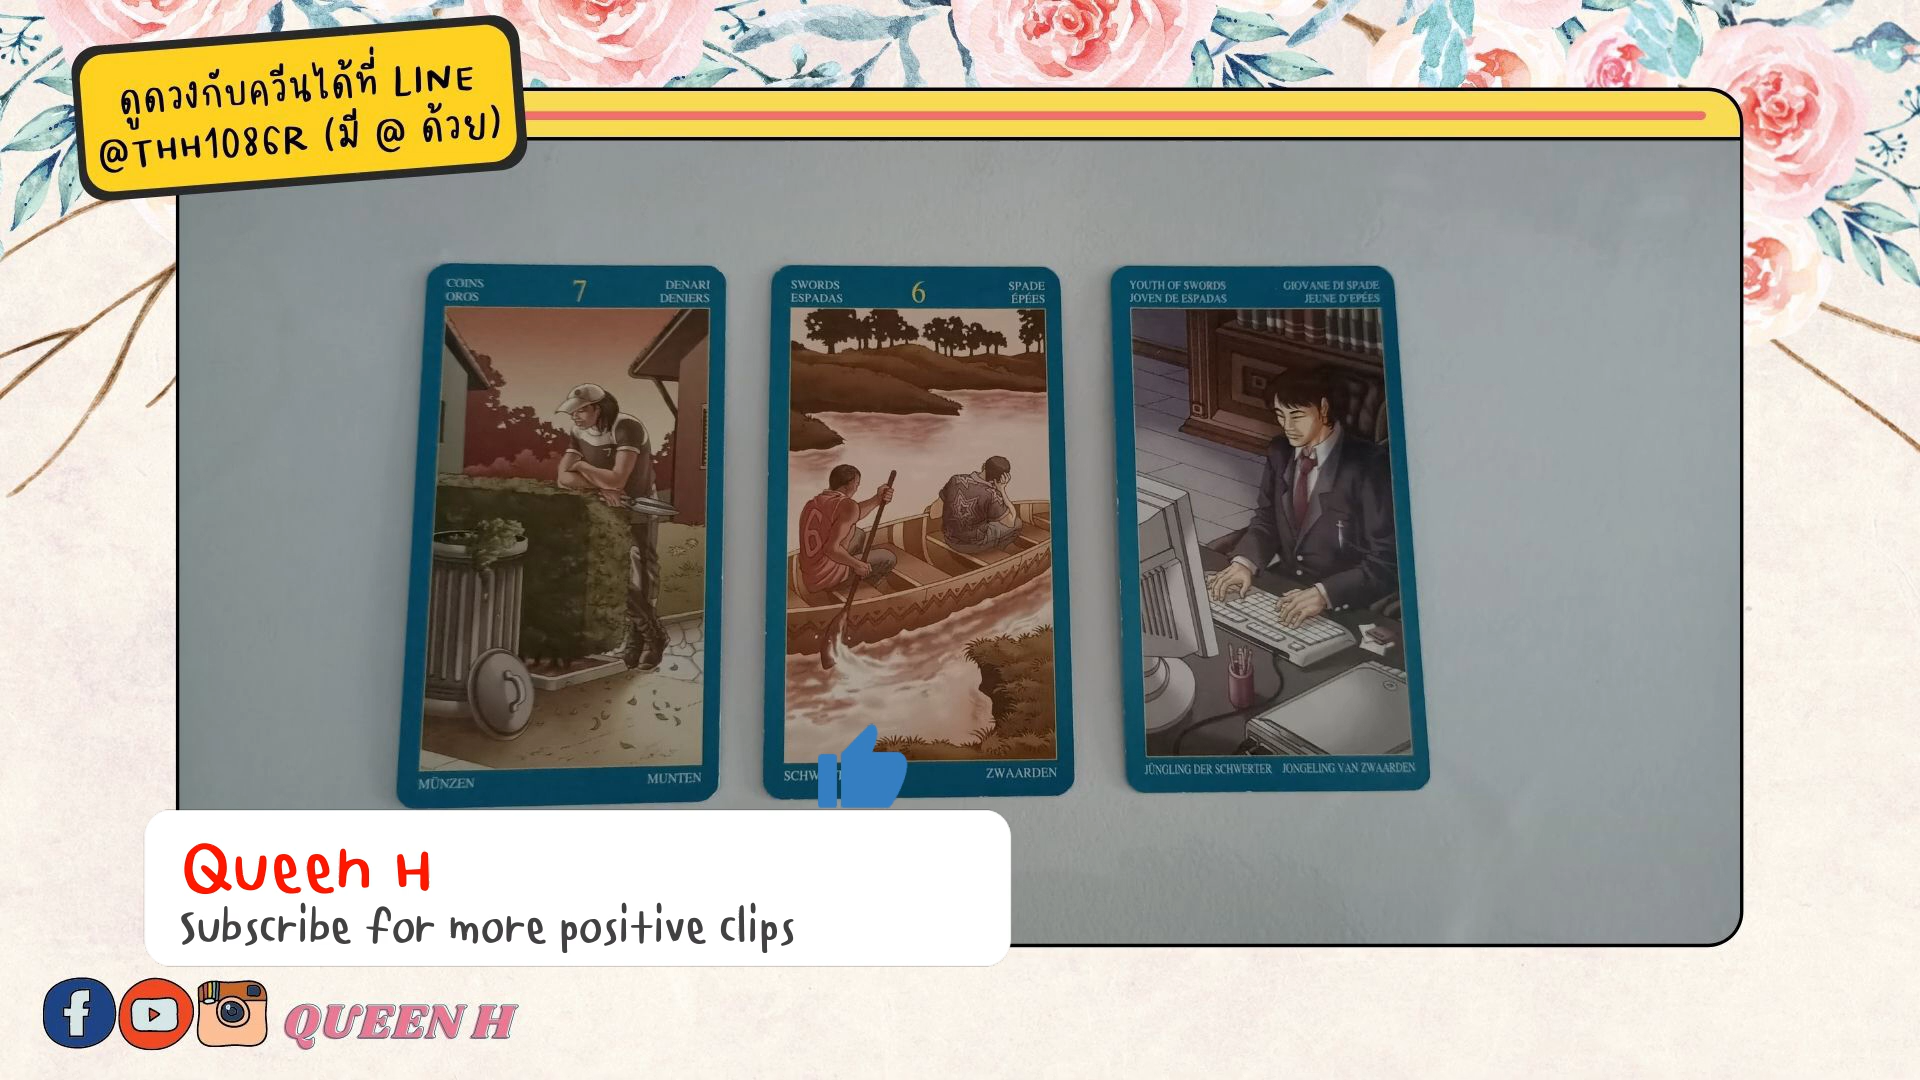 ดูดวงกับควีนได้ที่ LINE
@THH1086R (มี @ ด้วย)
COINS 7 DENARI
OROS DENIERS
MÜNZEN MUNTEN
SWORDS 6 SPADE
ESPADAS ÉPÉES
ZWAARDEN
YOUTH OF SWORDS GIOVANE DI SPADE
JOVEN DE ESPADAS JEUNE D'EPÉES
JÜNGLING DER SCHWERTER JONGELING VAN ZWAARDEN
6
Queen H
Subscribe for more positive clips
QUEEN H